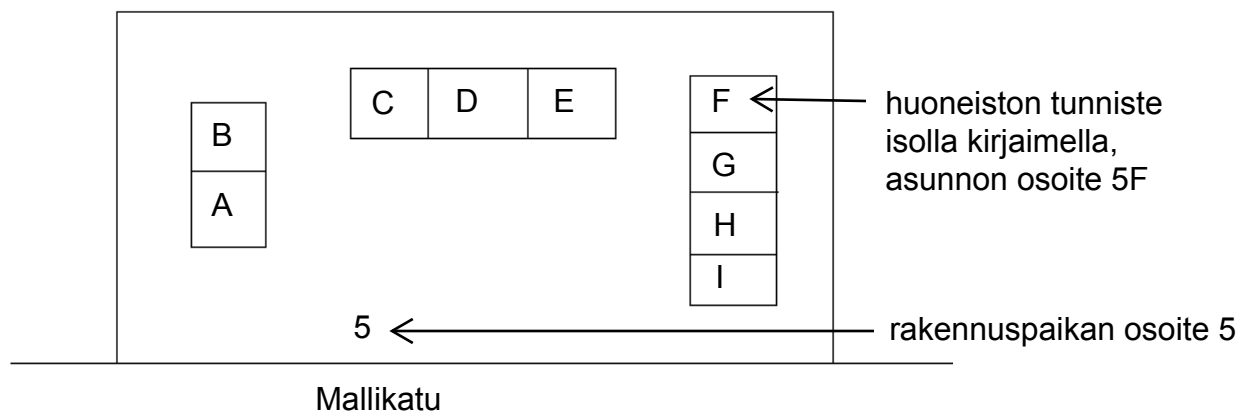 C D E
B
A
F
G
H
I
huoneiston tunniste
isolla kirjaimella,
asunnon osoite 5F
5
rakennuspaikan osoite 5
Mallikatu